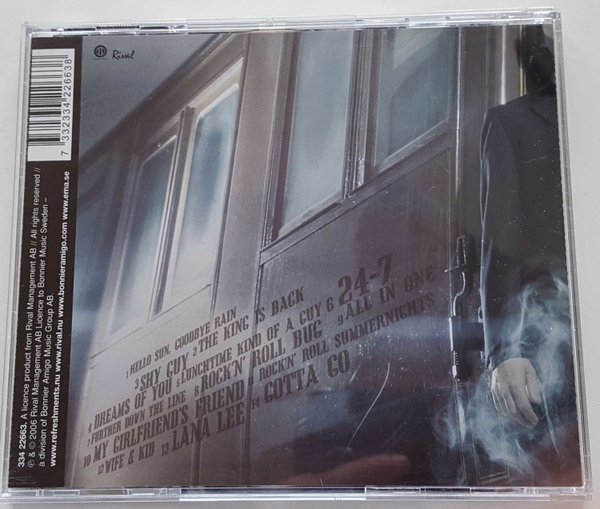 Rival
7 332334 226638
334 22663. A licence product from Rival Management AB // All rights reserved //
℗ & © 2006 Rival Management AB Licence to Bonnier Music Sweden –
a division of Bonnier Amigo Music Group AB.
www.refreshments.nu www.rival.nu www.bonnieramigo.com www.ema.se
1 HELLO SUN, GOODBYE RAIN
2 THE KING IS BACK
3 SHY GUY
4 DREAMS OF YOU 5 LUNCHTIME KIND OF A GUY 6 24-7
7 FURTHER DOWN THE LINE 8 ROCK'N' ROLL BUG 9 ALL IN ONE
10 MY GIRLFRIEND'S FRIEND 11 ROCK'N' ROLL SUMMERNIGHTS
12 WIFE & KID 13 LANA LEE 14 GOTTA GO